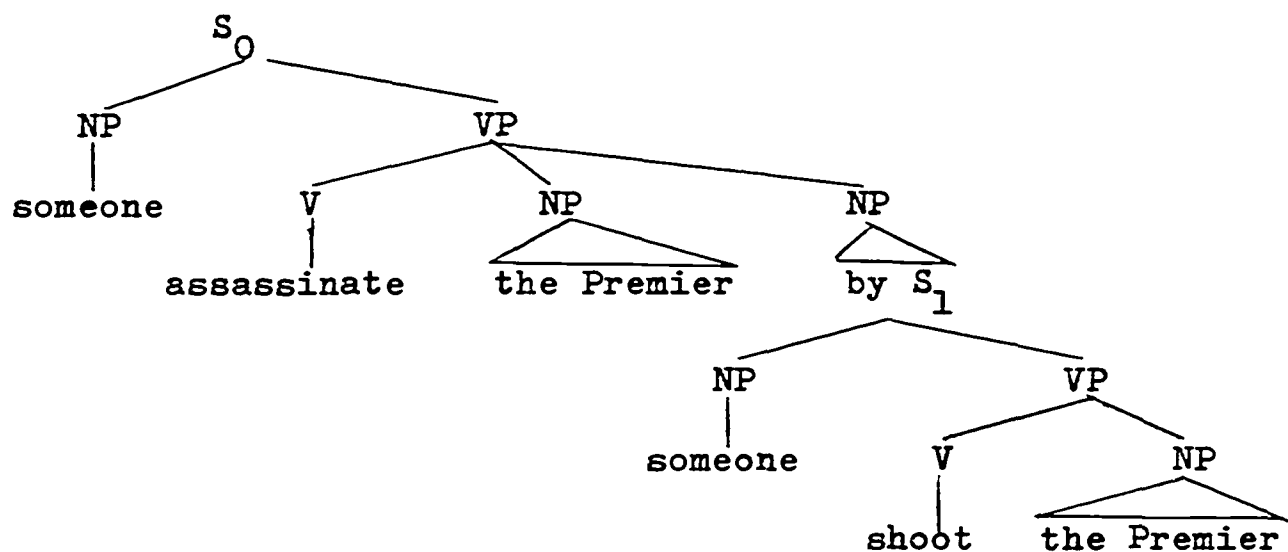 S0
NP VP
someone V NP NP
assassinate the Premier by S1
NP VP
someone V NP
shoot the Premier